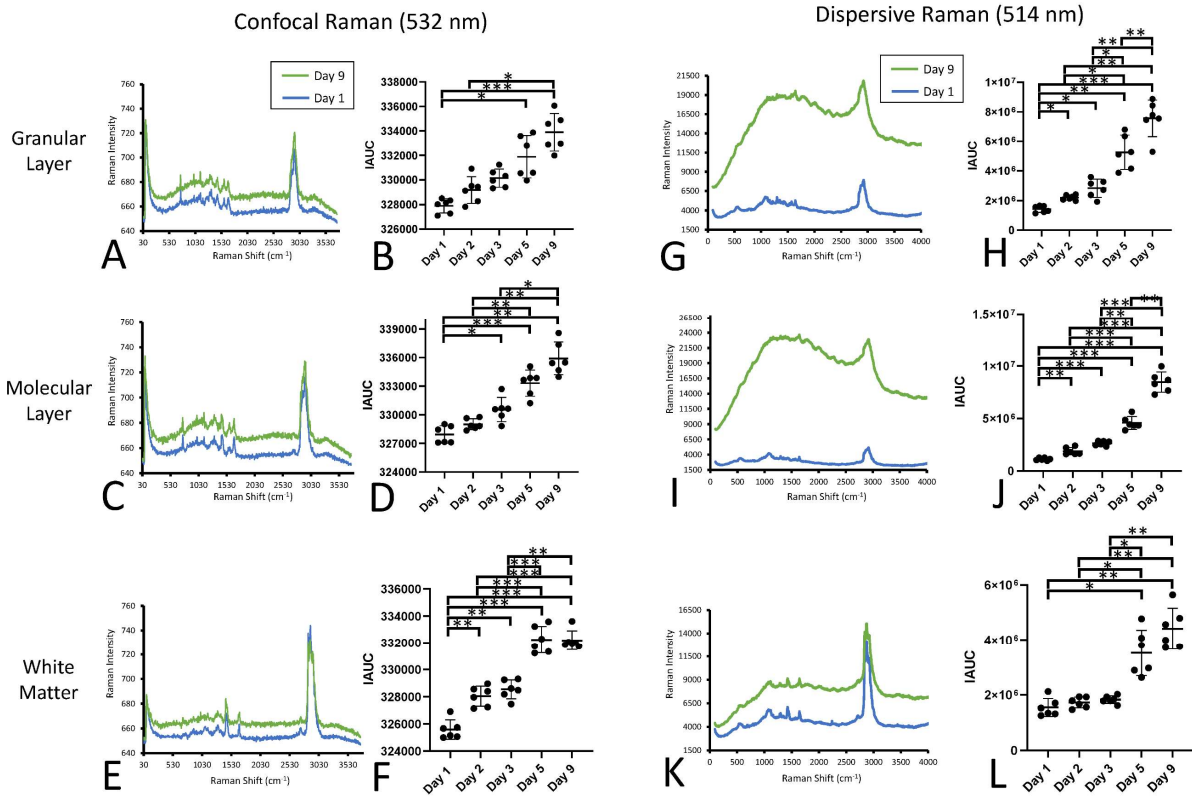 Confocal Raman (532 nm)
Dispersive Raman (514 nm)
Granular
Layer
Day 9
Day 1
760
740
720
700
680
660
640
Raman Intensity
30 530 1030 1530 2030 2530 3030 3530
Raman Shift (cm⁻¹)
A
338000
336000
334000
332000
330000
328000
326000
IAUC
* *** *
Day 1 Day 2 Day 3 Day 5 Day 9
B
Day 9
Day 1
21500
19000
16500
14000
11500
9000
6500
4000
1500
Raman Intensity
0 500 1000 1500 2000 2500 3000 3500 4000
Raman Shift (cm⁻¹)
G
1×10⁷
8×10⁶
6×10⁶
4×10⁶
2×10⁶
0
IAUC
** ** * ** * *** ** * *
Day 1 Day 2 Day 3 Day 5 Day 9
H
Molecular
Layer
760
740
720
700
680
660
640
Raman Intensity
30 530 1030 1530 2030 2530 3030 3530
Raman Shift (cm⁻¹)
C
339000
336000
333000
330000
327000
324000
IAUC
* ** ** ** *** *
Day 1 Day 2 Day 3 Day 5 Day 9
D
26500
24000
21500
19000
16500
14000
11500
9000
6500
4000
1500
Raman Intensity
0 500 1000 1500 2000 2500 3000 3500 4000
Raman Shift (cm⁻¹)
I
1.5×10⁷
1×10⁷
5×10⁶
0
IAUC
** *** ** *** *** *** *** *** **
Day 1 Day 2 Day 3 Day 5 Day 9
J
White
Matter
760
740
720
700
680
660
640
Raman Intensity
30 530 1030 1530 2030 2530 3030 3530
Raman Shift (cm⁻¹)
E
336000
334000
332000
330000
328000
326000
324000
IAUC
** *** *** *** *** *** ** **
Day 1 Day 2 Day 3 Day 5 Day 9
F
16500
14000
11500
9000
6500
4000
1500
Raman Intensity
0 500 1000 1500 2000 2500 3000 3500 4000
Raman Shift (cm⁻¹)
K
6×10⁶
4×10⁶
2×10⁶
0
IAUC
** * ** * ** *
Day 1 Day 2 Day 3 Day 5 Day 9
L